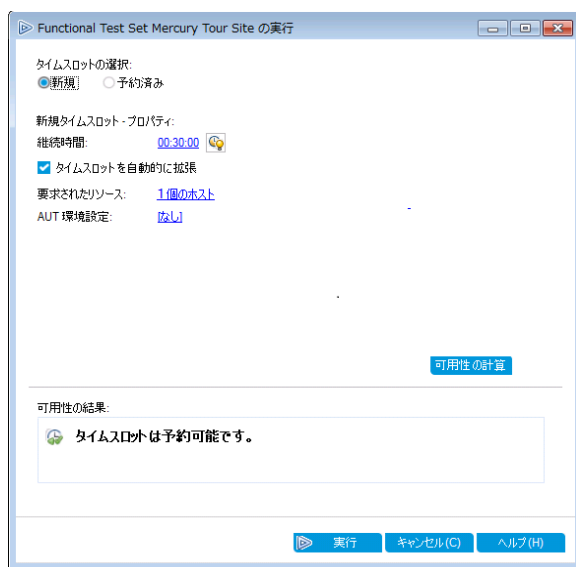 Functional Test Set Mercury Tour Site の実行
タイムスロットの選択:
新規 予約済み
新規タイムスロット - プロパティ:
継続時間: 00:30:00
タイムスロットを自動的に拡張
要求されたリソース: 1個のホスト
AUT 環境設定: [なし]
可用性の計算
可用性の結果:
タイムスロットは予約可能です。
実行 キャンセル(C) ヘルプ(H)